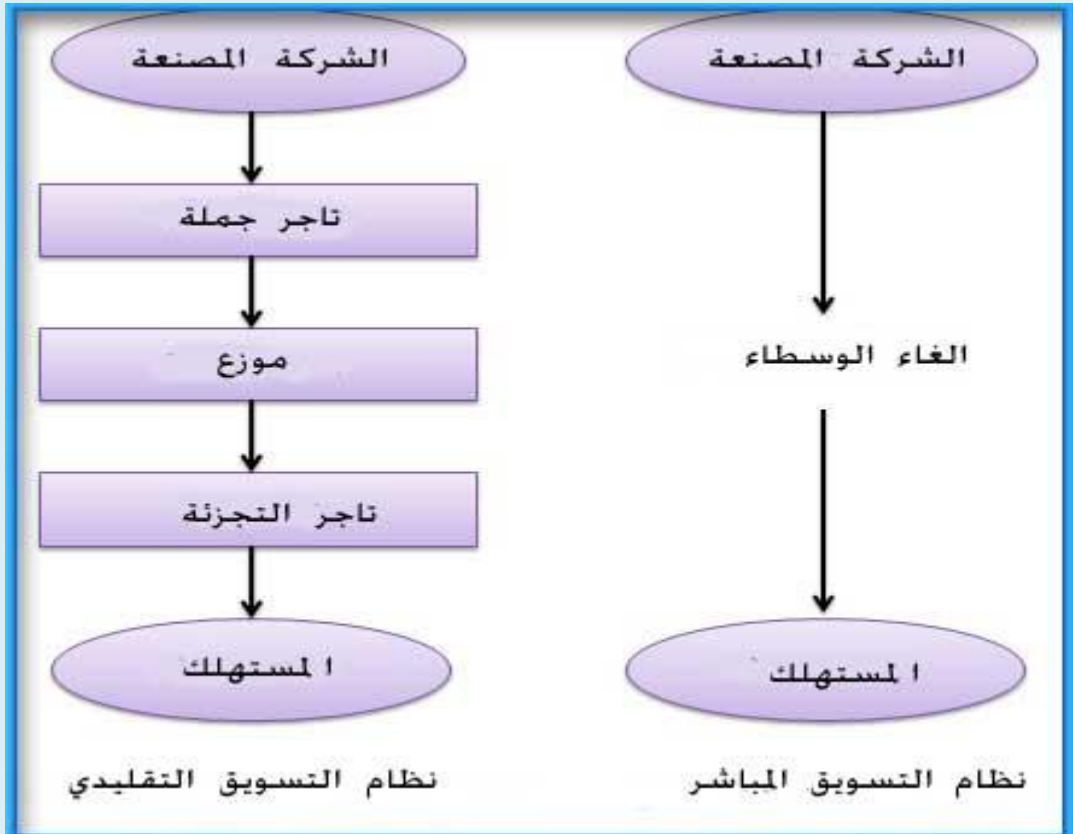 الشركة المصنعة
الغاء الوسطاء
المستهلك
نظام التسويق المباشر
الشركة المصنعة
تاجر جملة
موزع
تاجر التجزئة
المستهلك
نظام التسويق التقليدي